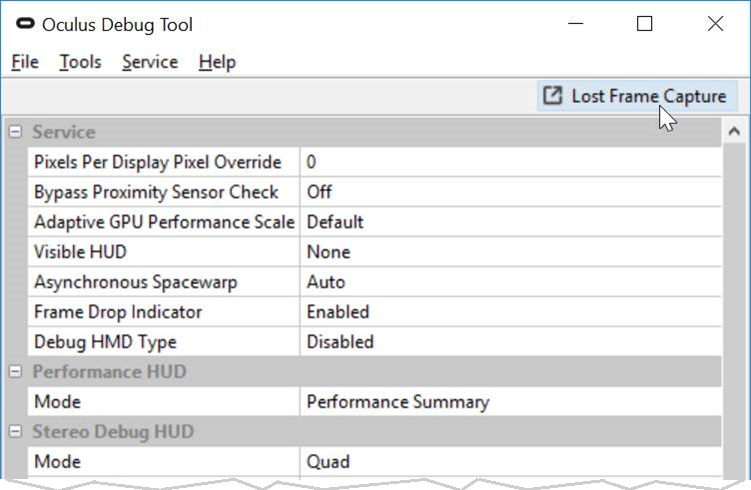 Oculus Debug Tool
File Tools Service Help
Lost Frame Capture
Service
Pixels Per Display Pixel Override 0
Bypass Proximity Sensor Check Off
Adaptive GPU Performance Scale Default
Visible HUD None
Asynchronous Spacewarp Auto
Frame Drop Indicator Enabled
Debug HMD Type Disabled
Performance HUD
Mode Performance Summary
Stereo Debug HUD
Mode Quad